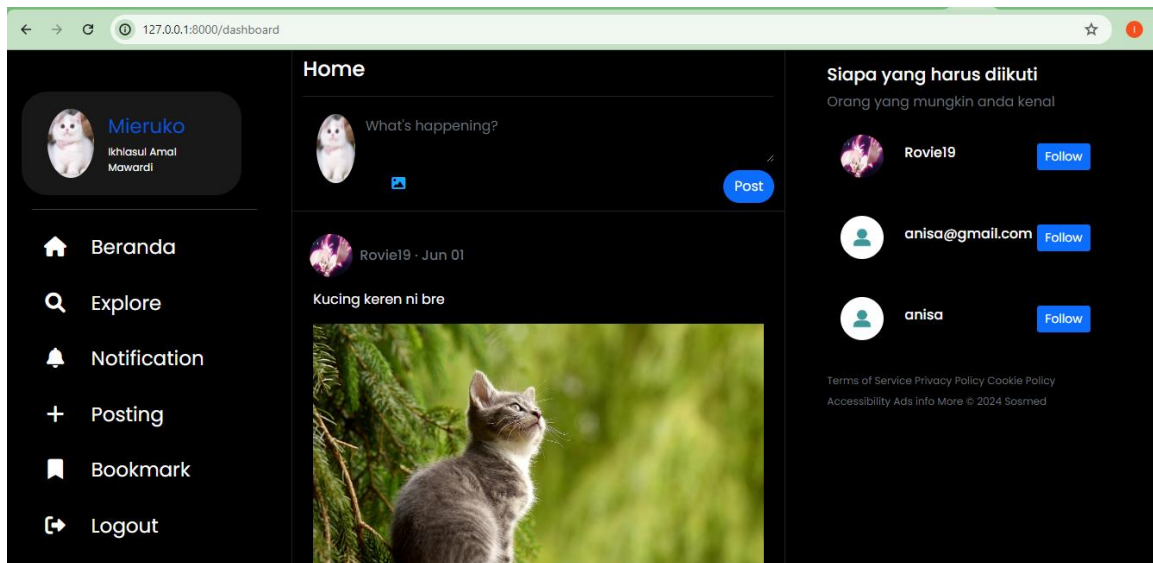 127.0.0.1:8000/dashboard
I
Mieruko
Ikhlasul Amal
Mawardi
Beranda
Explore
Notification
Posting
Bookmark
Logout
Home
What's happening?
Post
Rovie19 · Jun 01
Kucing keren ni bre
Siapa yang harus diikuti
Orang yang mungkin anda kenal
Rovie19
Follow
anisa@gmail.com
Follow
anisa
Follow
Terms of Service Privacy Policy Cookie Policy
Accessibility Ads info More © 2024 Sosmed